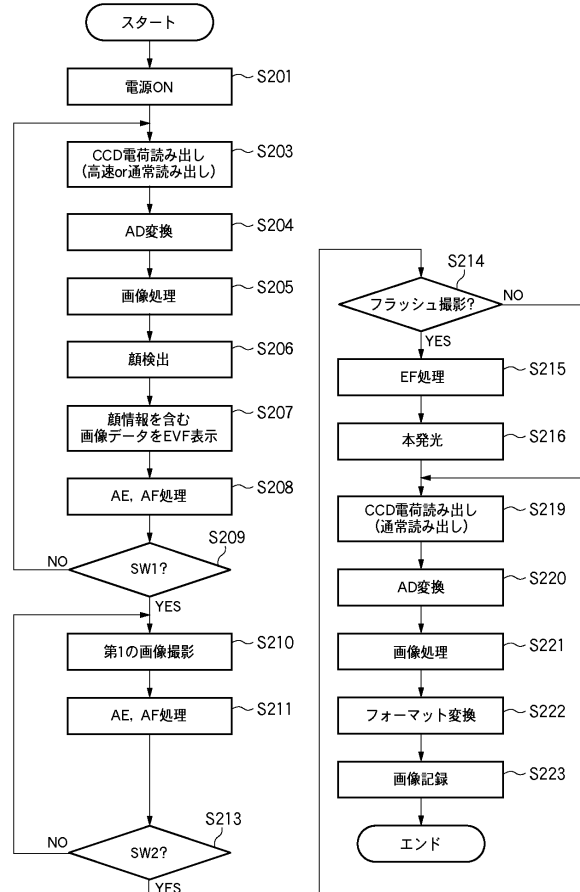 スタート
電源ON
S201
CCD電荷読み出し
(高速or通常読み出し)
S203
AD変換
S204
画像処理
S205
顔検出
S206
顔情報を含む
画像データをEVF表示
S207
AE, AF処理
S208
SW1?
S209
NO
YES
第1の画像撮影
S210
AE, AF処理
S211
SW2?
S213
NO
YES
フラッシュ撮影?
S214
NO
YES
EF処理
S215
本発光
S216
CCD電荷読み出し
(通常読み出し)
S219
AD変換
S220
画像処理
S221
フォーマット変換
S222
画像記録
S223
エンド